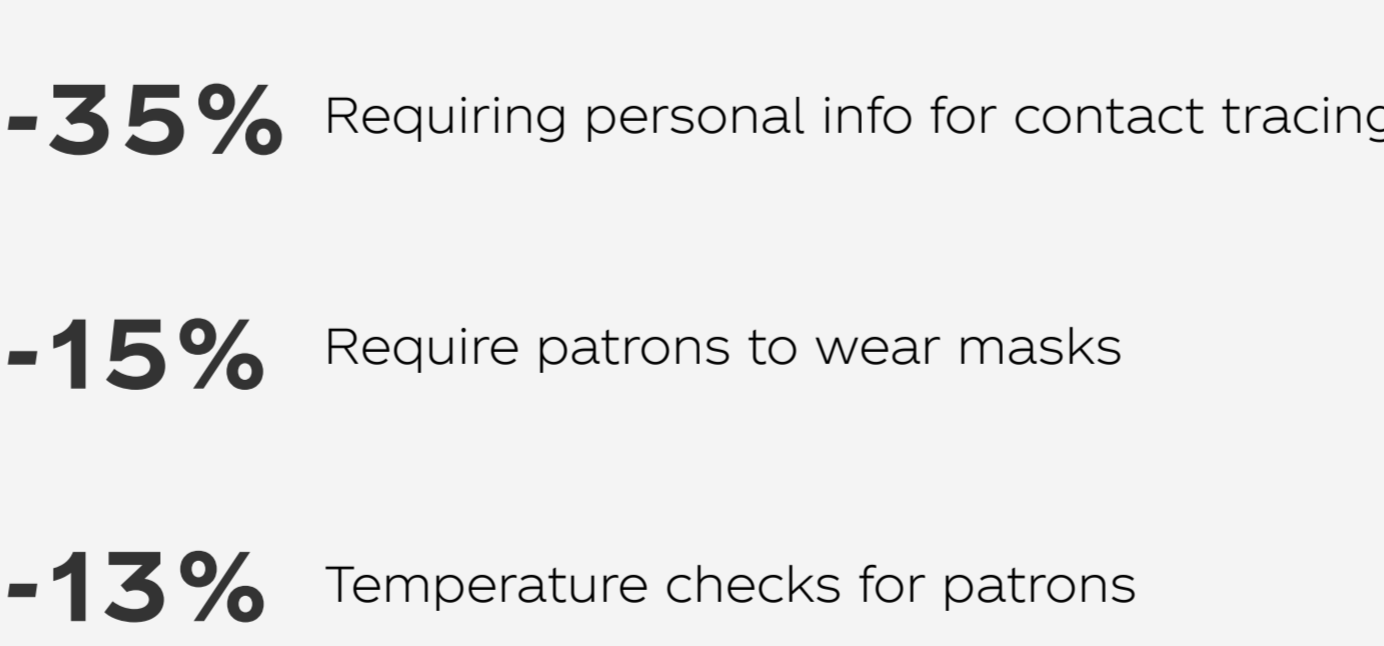 -35% Requiring personal info for contact tracing
-15% Require patrons to wear masks
-13% Temperature checks for patrons